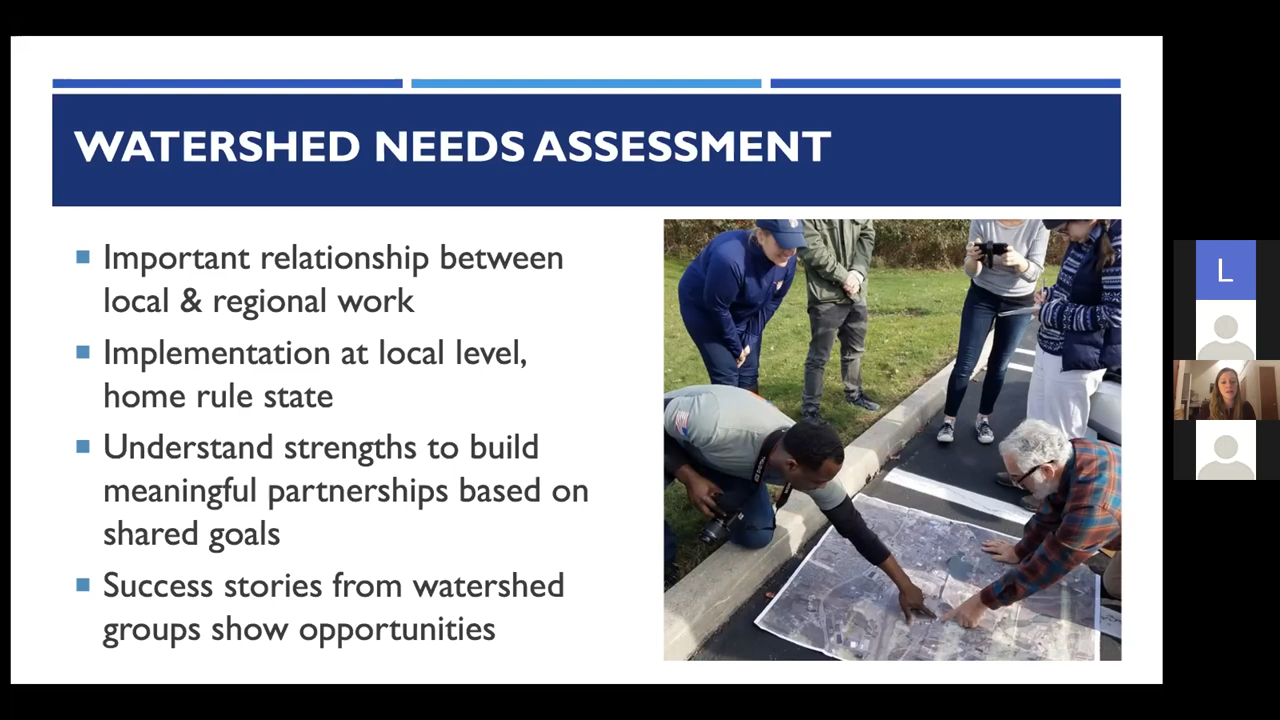 WATERSHED NEEDS ASSESSMENT
Important relationship between
local & regional work
Implementation at local level,
home rule state
Understand strengths to build
meaningful partnerships based on
shared goals
Success stories from watershed
groups show opportunities
L